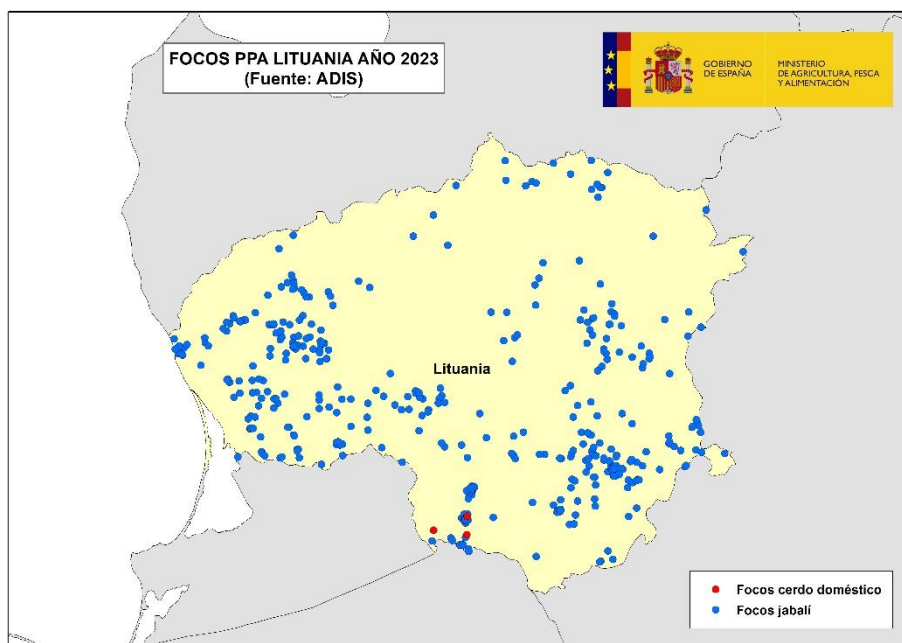 FOCOS PPA LITUANIA AÑO 2023
(Fuente: ADIS)
GOBIERNO
DE ESPAÑA
MINISTERIO
DE AGRICULTURA, PESCA
Y ALIMENTACIÓN
Lituania
Focos cerdo doméstico
Focos jabalí